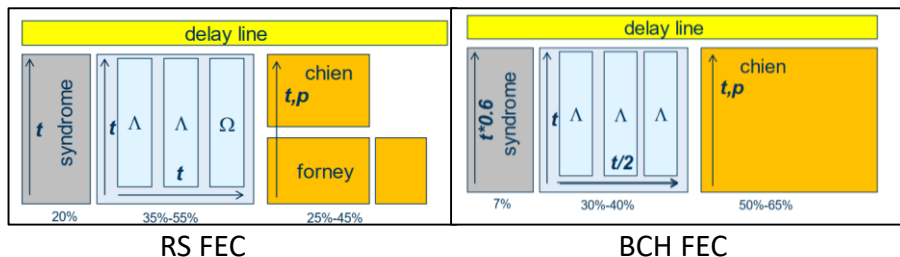 delay line
t
syndrome
t
Λ
Λ
Ω
t
chien
t,p
forney
20%
35%-55%
25%-45%
RS FEC
delay line
t*0.6
syndrome
t
Λ
Λ
Λ
t/2
chien
t,p
7%
30%-40%
50%-65%
BCH FEC